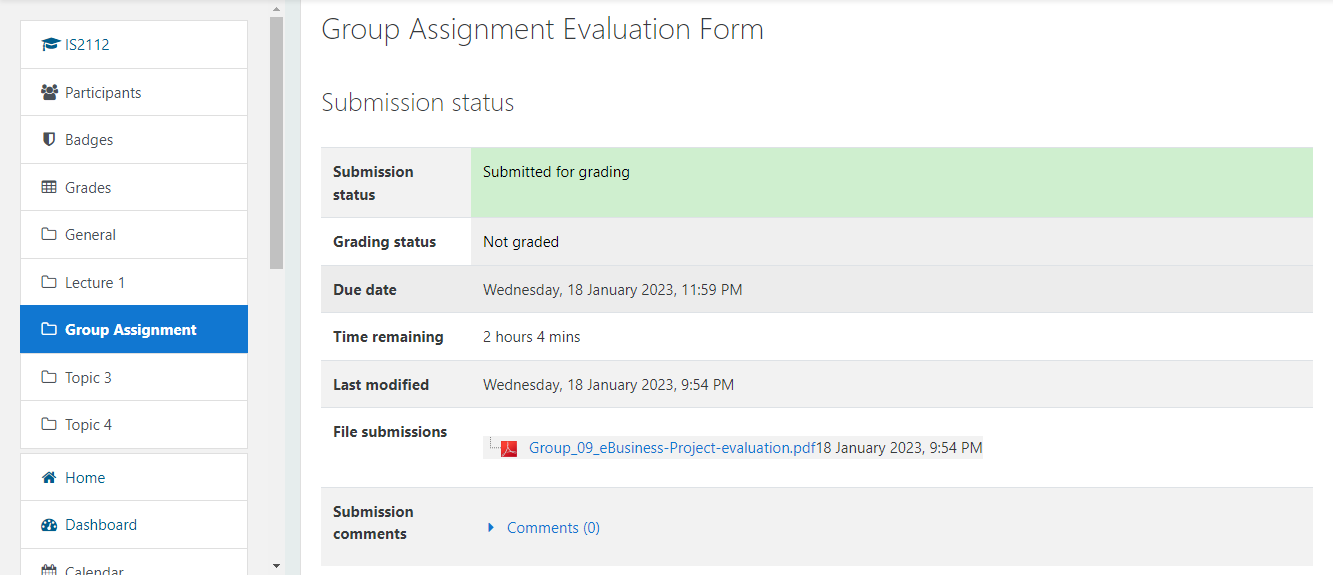 IS2112
Participants
Badges
Grades
General
Lecture 1
Group Assignment
Topic 3
Topic 4
Home
Dashboard
Calendar
Group Assignment Evaluation Form
Submission status
Submission
status
Submitted for grading
Grading status
Not graded
Due date
Wednesday, 18 January 2023, 11:59 PM
Time remaining
2 hours 4 mins
Last modified
Wednesday, 18 January 2023, 9:54 PM
File submissions
Group_09_eBusiness-Project-evaluation.pdf18 January 2023, 9:54 PM
Submission
comments
Comments (0)